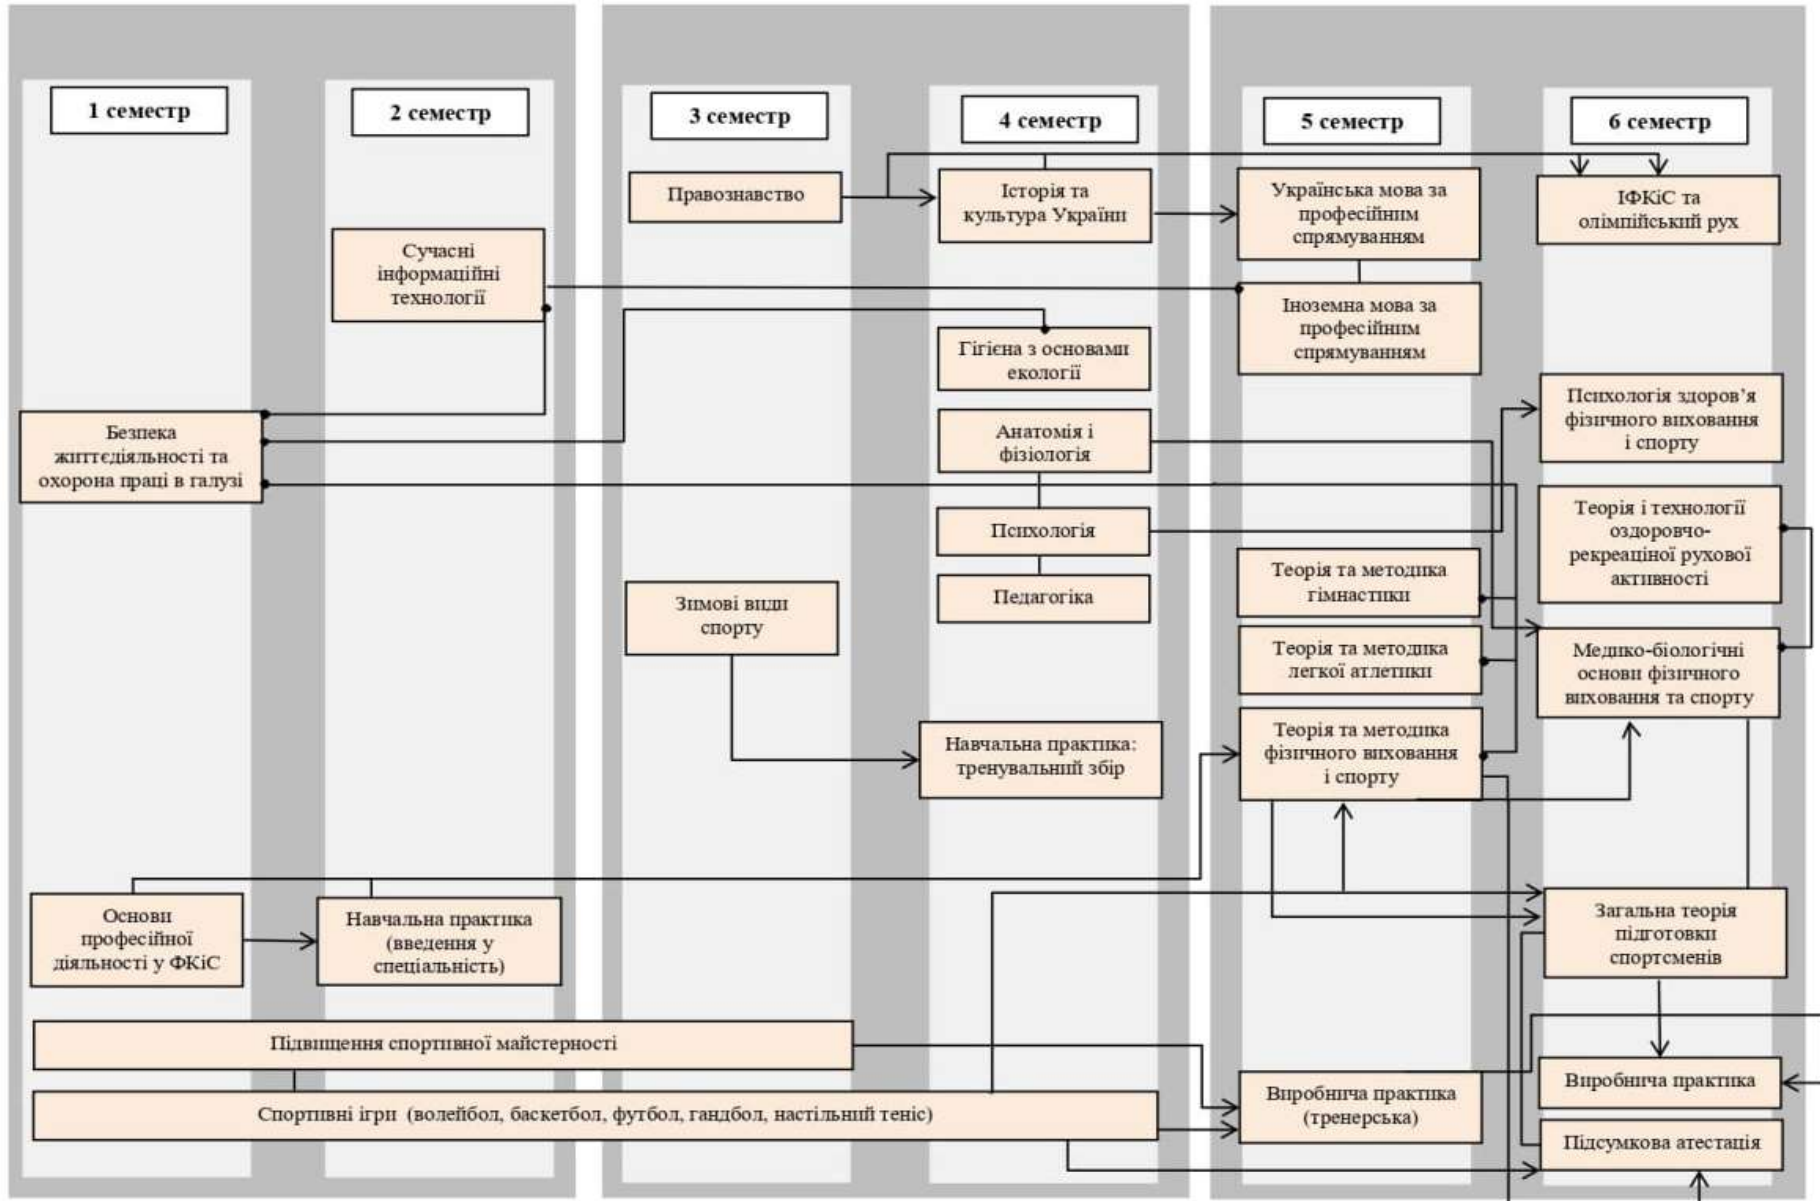 1 семестр
2 семестр
3 семестр
4 семестр
5 семестр
6 семестр
Правознавство
Історія та
культура України
Українська мова за
професійним
спрямуванням
ІФКіС та
олімпійський рух
Сучасні
інформаційні
технології
Іноземна мова за
професійним
спрямуванням
Гігієна з основами
екології
Безпека
життєдіяльності та
охорона праці в галузі
Анатомія і
фізіологія
Психологія здоров’я
фізичного виховання
і спорту
Психологія
Теорія і технології
оздоровчо-
рекреаціної рухової
активності
Педагогіка
Теорія та методика
гімнастики
Зимові види
спорту
Теорія та методика
легкої атлетики
Медико-біологічні
основи фізичного
виховання та спорту
Навчальна практика:
тренувальний збір
Теорія та методика
фізичного виховання
і спорту
Основи
професійної
діяльності у ФКіС
Навчальна практика
(введення у
спеціальність)
Загальна теорія
підготовки
спортсменів
Підвищення спортивної майстерності
Спортивні ігри (волейбол, баскетбол, футбол, гандбол, настільний теніс)
Виробнича практика
(тренерська)
Виробнича практика
Підсумкова атестація